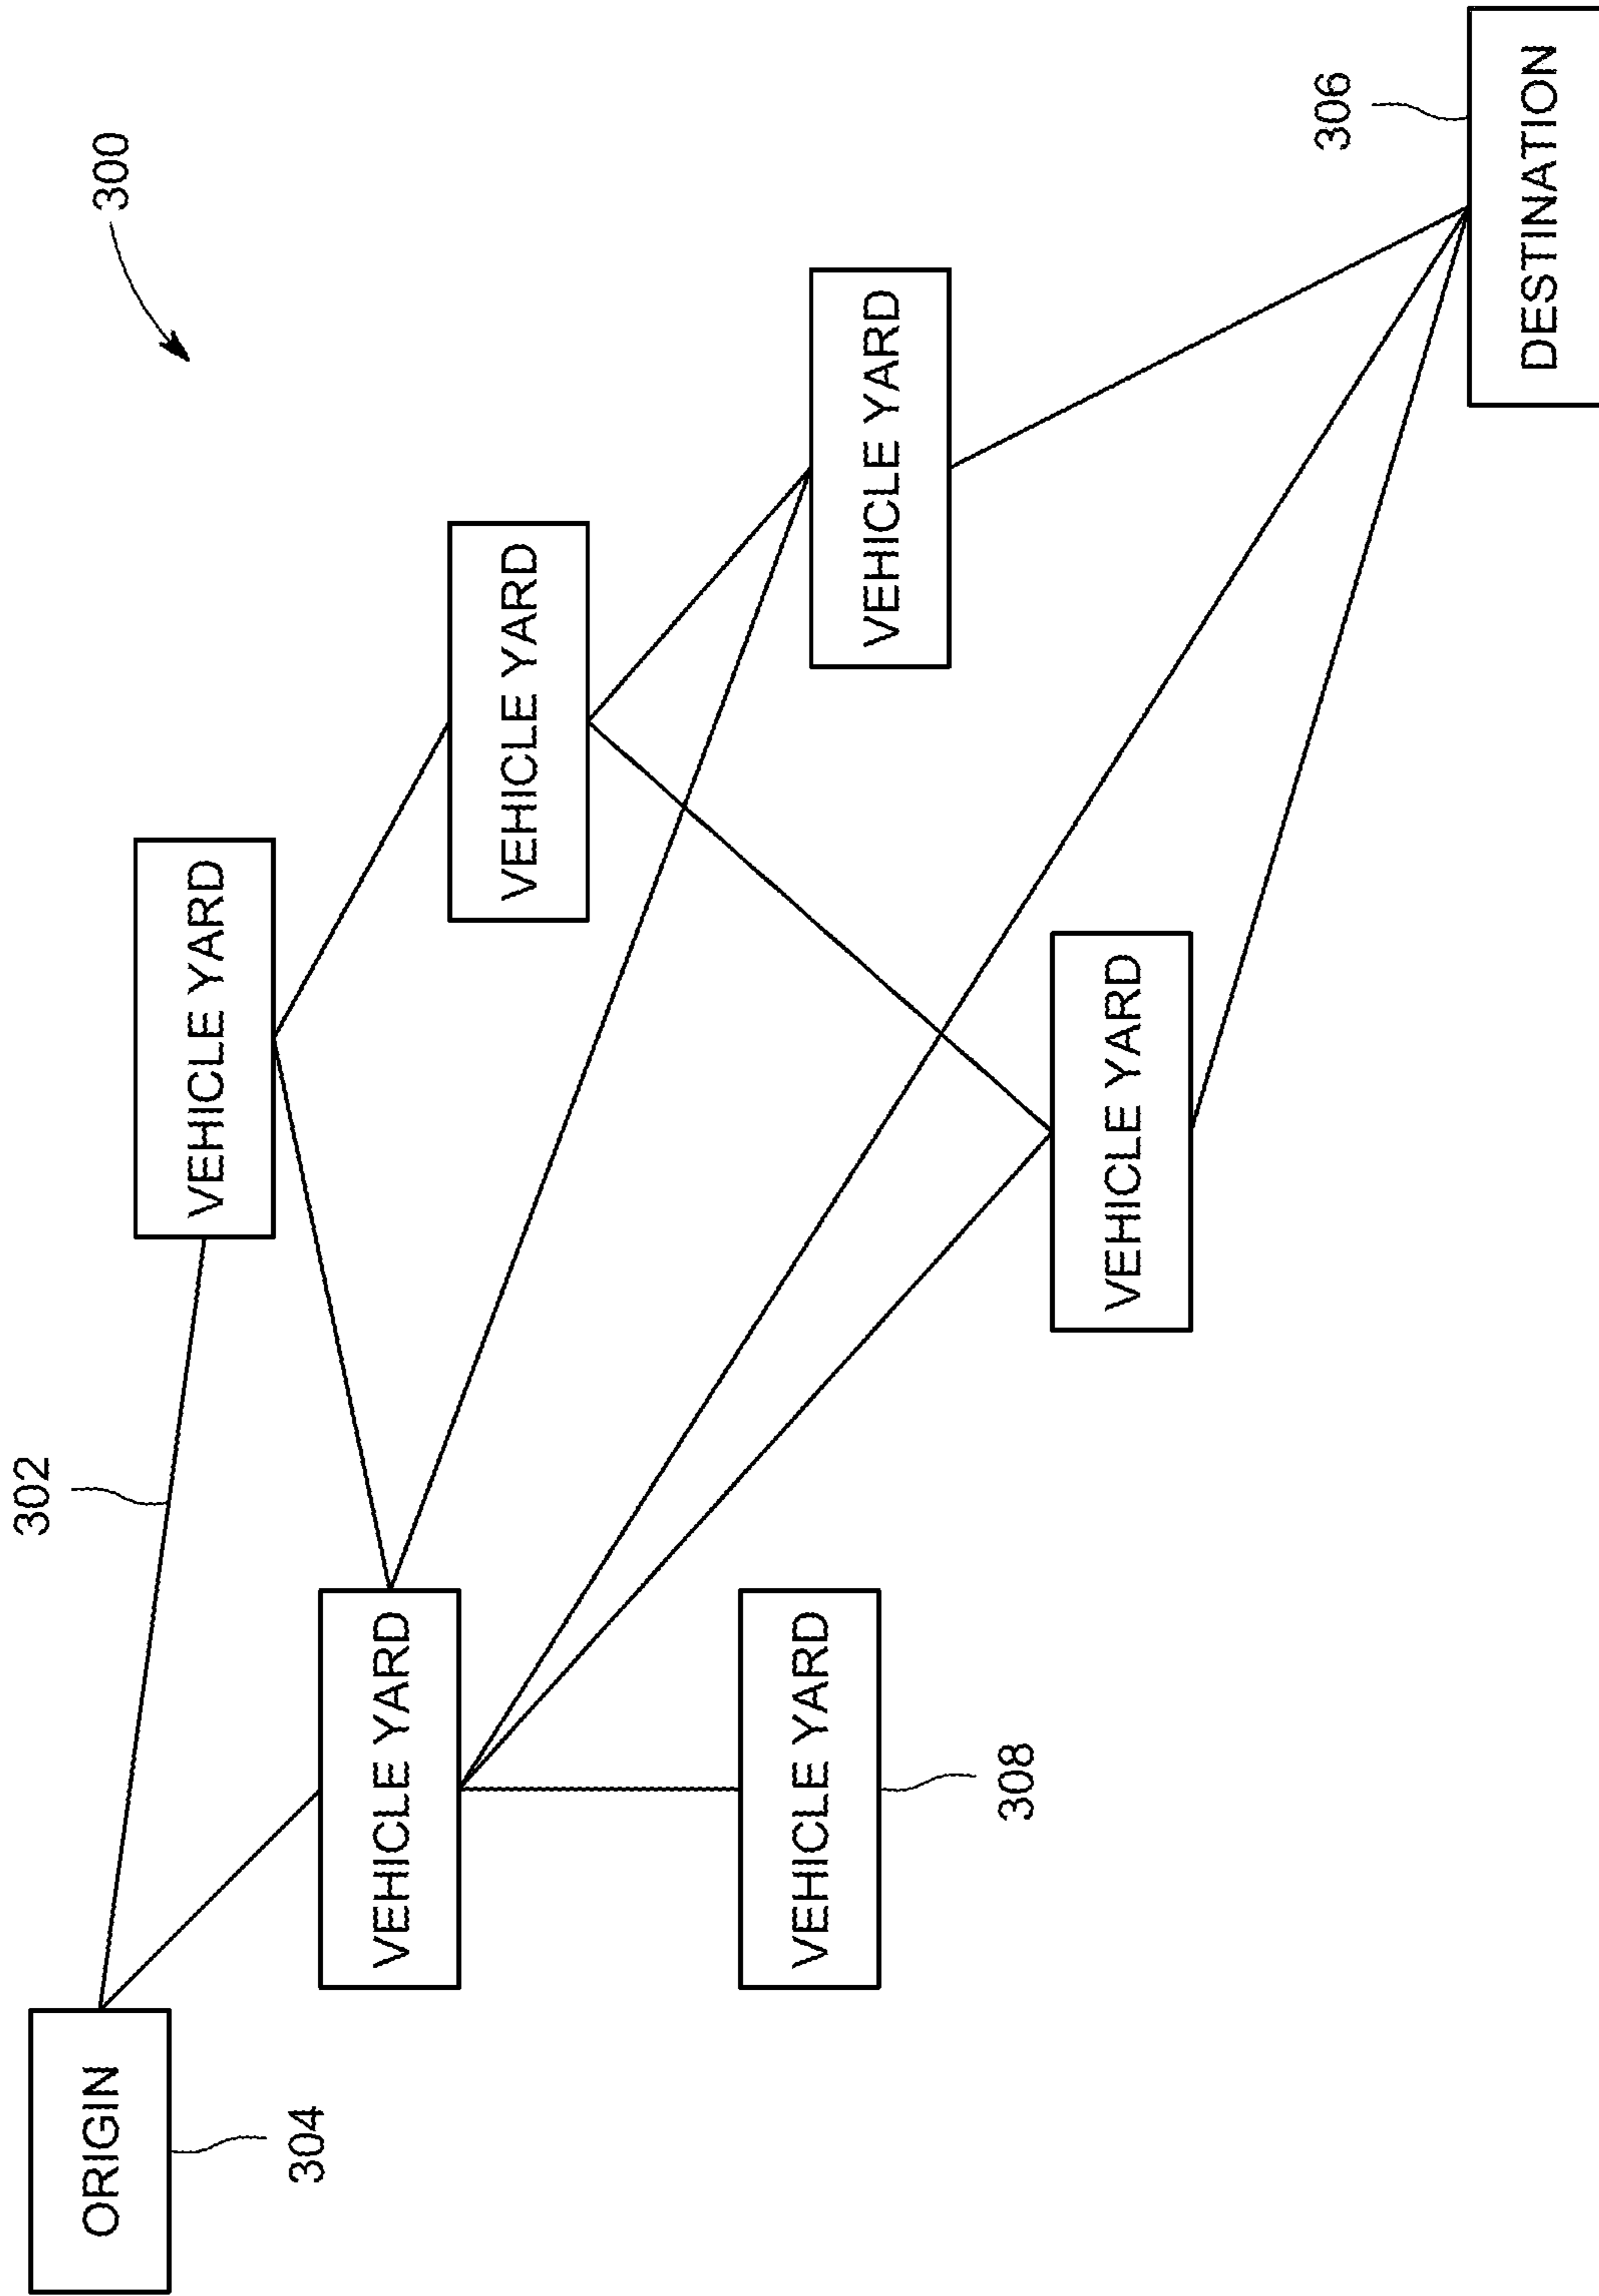 300
302
ORIGIN
304
VEHICLE YARD
VEHICLE YARD
VEHICLE YARD
VEHICLE YARD
VEHICLE YARD
308
VEHICLE YARD
306
DESTINATION